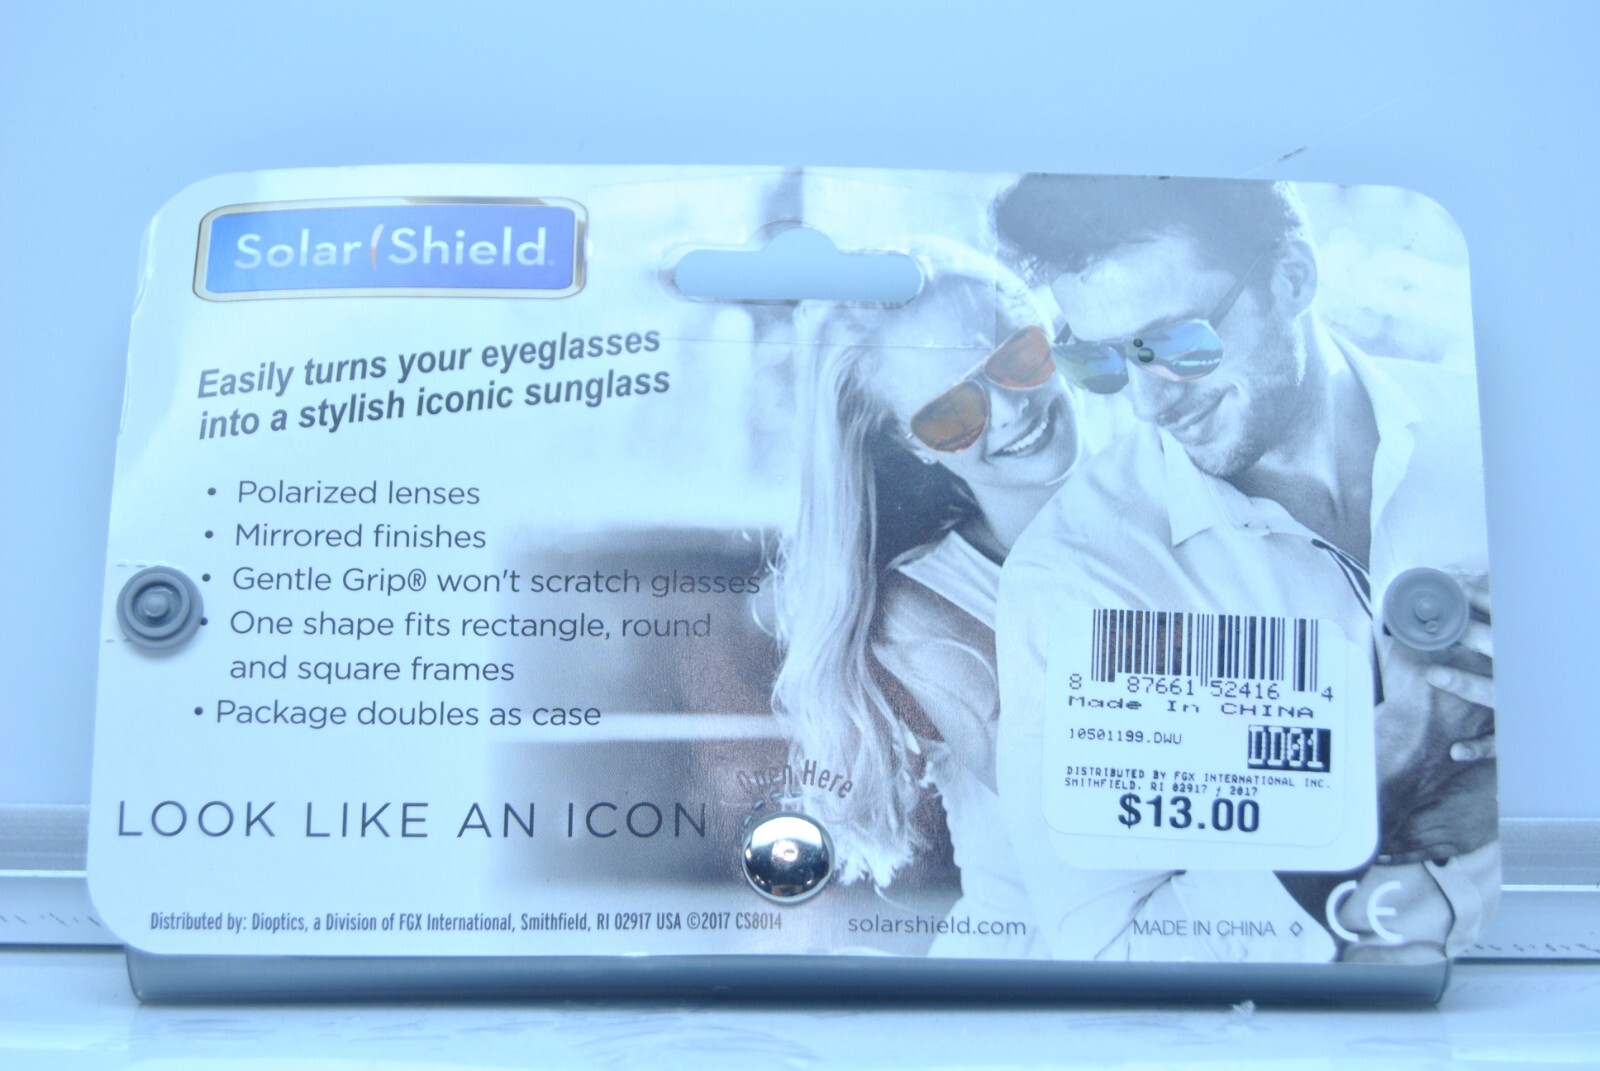 Solar Shield®
Easily turns your eyeglasses
into a stylish iconic sunglass
• Polarized lenses
• Mirrored finishes
• Gentle Grip® won't scratch glasses
• One shape fits rectangle, round
and square frames
• Package doubles as case
Open Here
LOOK LIKE AN ICON
8 87661 52416 4
Made In CHINA
10501199.DWU
DD01
DISTRIBUTED BY FGX INTERNATIONAL INC.
SMITHFIELD, RI 02917 / 2017
$13.00
Distributed by: Dioptics, a Division of FGX International, Smithfield, RI 02917 USA ©2017 CS8014
solarshield.com
MADE IN CHINA ◇
CE